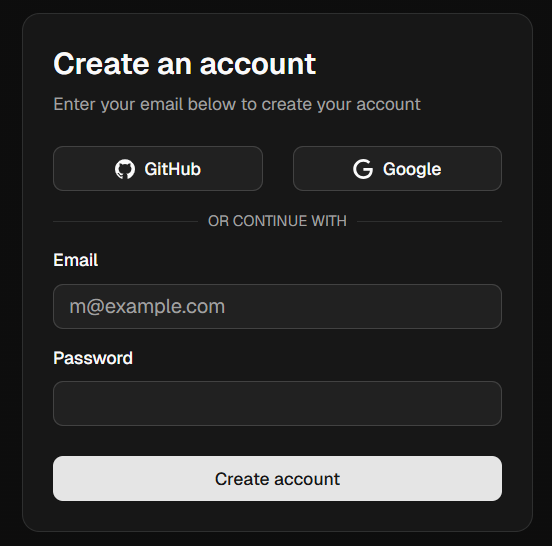 Create an account
Enter your email below to create your account
GitHub
Google
OR CONTINUE WITH
Email
m@example.com
Password
Create account